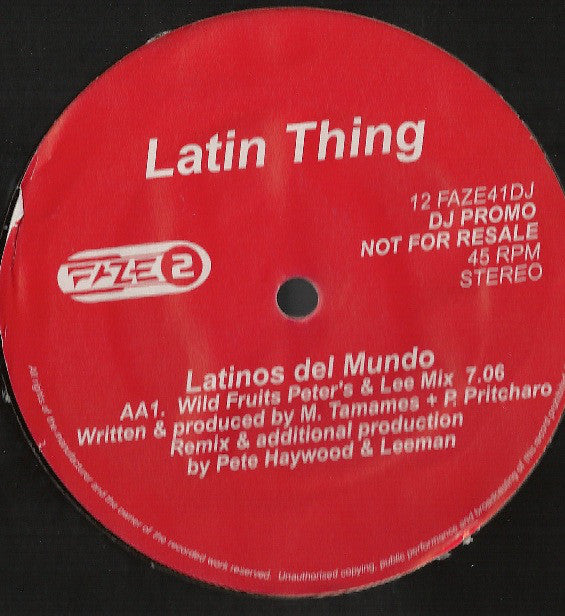 Latin Thing
12 FAZE41DJ
DJ PROMO
NOT FOR RESALE
45 RPM
STEREO
FAZE 2
Latinos del Mundo
AA1. Wild Fruits Peter's & Lee Mix 7.06
Written & produced by M. Tamames + P. Pritcharo
Remix & additional production
by Pete Haywood & Leeman
All rights of the manufacturer and the owner of the recorded work reserved. Unauthorised copying, public performance and broadcasting of this record prohibited